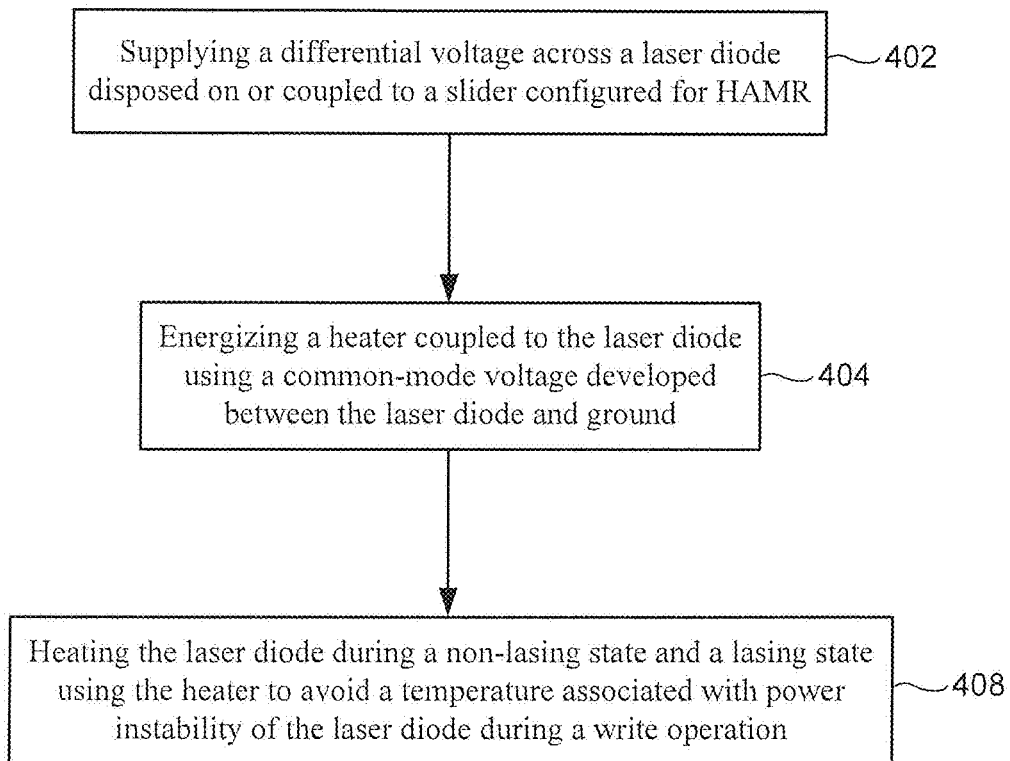 Supplying a differential voltage across a laser diode
disposed on or coupled to a slider configured for HAMR
402
Energizing a heater coupled to the laser diode
using a common-mode voltage developed
between the laser diode and ground
404
Heating the laser diode during a non-lasing state and a lasing state
using the heater to avoid a temperature associated with power
instability of the laser diode during a write operation
408